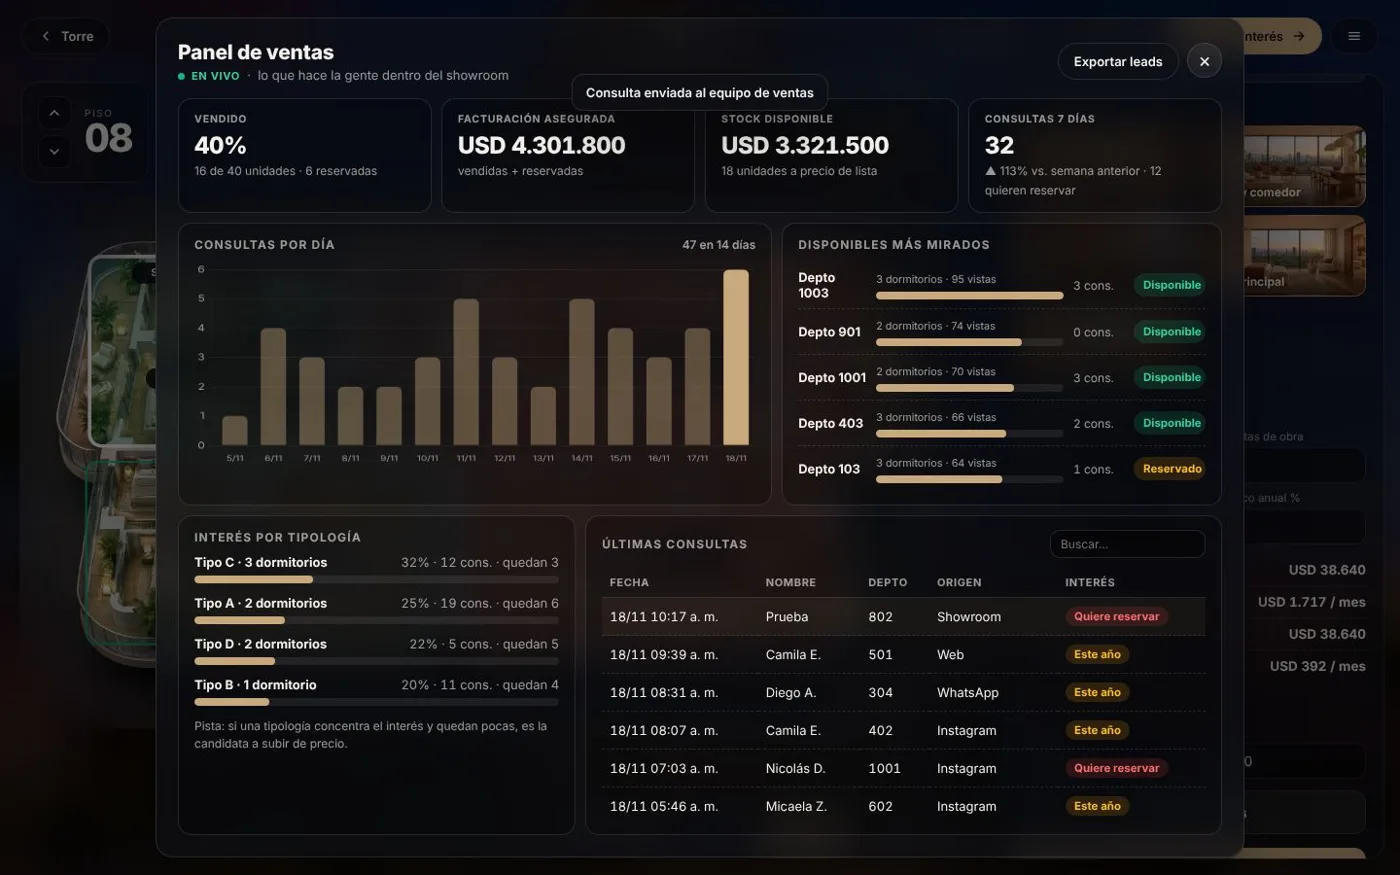 Torre
Panel de ventas
EN VIVO · lo que hace la gente dentro del showroom
Exportar leads
Consulta enviada al equipo de ventas
PISO
08
VENDIDO
40%
16 de 40 unidades · 6 reservadas
FACTURACIÓN ASEGURADA
USD 4.301.800
vendidas + reservadas
STOCK DISPONIBLE
USD 3.321.500
18 unidades a precio de lista
CONSULTAS 7 DÍAS
32
▲ 113% vs. semana anterior · 12
quieren reservar
CONSULTAS POR DÍA
47 en 14 días
6
5
4
3
2
1
0
5/11 6/11 7/11 8/11 9/11 10/11 11/11 12/11 13/11 14/11 15/11 16/11 17/11 18/11
DISPONIBLES MÁS MIRADOS
Depto 1003 3 dormitorios · 95 vistas 3 cons. Disponible
Depto 901 2 dormitorios · 74 vistas 0 cons. Disponible
Depto 1001 2 dormitorios · 70 vistas 3 cons. Disponible
Depto 403 3 dormitorios · 66 vistas 2 cons. Disponible
Depto 103 3 dormitorios · 64 vistas 1 cons. Reservado
INTERÉS POR TIPOLOGÍA
Tipo C · 3 dormitorios 32% · 12 cons. · quedan 3
Tipo A · 2 dormitorios 25% · 19 cons. · quedan 6
Tipo D · 2 dormitorios 22% · 5 cons. · quedan 5
Tipo B · 1 dormitorio 20% · 11 cons. · quedan 4
Pista: si una tipología concentra el interés y quedan pocas, es la
candidata a subir de precio.
ÚLTIMAS CONSULTAS
Buscar...
FECHA NOMBRE DEPTO ORIGEN INTERÉS
18/11 10:17 a. m. Prueba 802 Showroom Quiere reservar
18/11 09:39 a. m. Camila E. 501 Web Este año
18/11 08:31 a. m. Diego A. 304 WhatsApp Este año
18/11 08:07 a. m. Camila E. 402 Instagram Este año
18/11 07:03 a. m. Nicolás D. 1001 Instagram Quiere reservar
18/11 05:46 a. m. Micaela Z. 602 Instagram Este año
y comedor
tas de obra
anual %
USD 38.640
USD 1.717 / mes
USD 38.640
USD 392 / mes